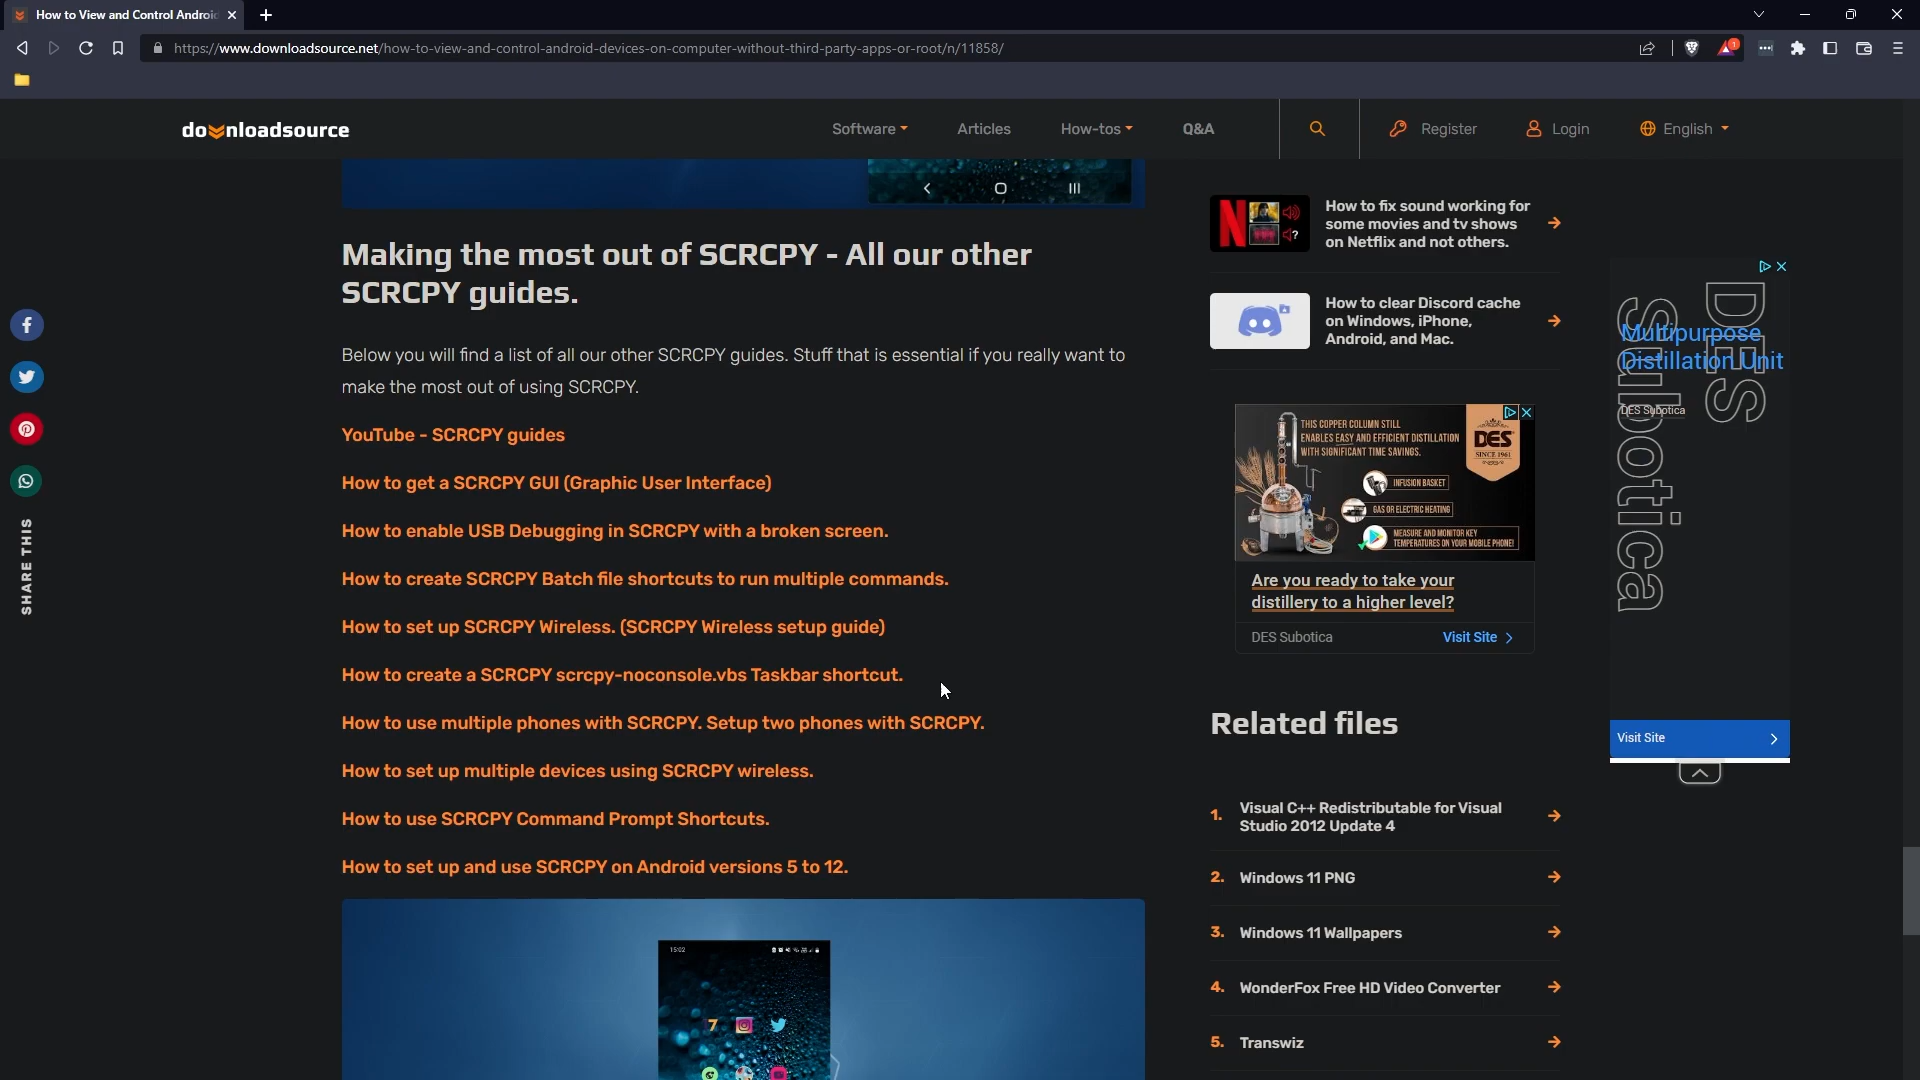 How to View and Control Android
https://www.downloadsource.net/how-to-view-and-control-android-devices-on-computer-without-third-party-apps-or-root/n/11858/
1
downloadsource
Software
Articles
How-tos
Q&A
Register
Login
English
Making the most out of SCRCPY - All our other
SCRCPY guides.
Below you will find a list of all our other SCRCPY guides. Stuff that is essential if you really want to
make the most out of using SCRCPY.
YouTube - SCRCPY guides
How to get a SCRCPY GUI (Graphic User Interface)
How to enable USB Debugging in SCRCPY with a broken screen.
How to create SCRCPY Batch file shortcuts to run multiple commands.
How to set up SCRCPY Wireless. (SCRCPY Wireless setup guide)
How to create a SCRCPY scrcpy-noconsole.vbs Taskbar shortcut.
How to use multiple phones with SCRCPY. Setup two phones with SCRCPY.
How to set up multiple devices using SCRCPY wireless.
How to use SCRCPY Command Prompt Shortcuts.
How to set up and use SCRCPY on Android versions 5 to 12.
15:02
7
SHARE THIS
N
?
How to fix sound working for
some movies and tv shows
on Netflix and not others.
How to clear Discord cache
on Windows, iPhone,
Android, and Mac.
THIS COPPER COLUMN STILL
ENABLES EASY AND EFFICIENT DISTILLATION
WITH SIGNIFICANT TIME SAVINGS.
DES
SINCE 1961
INFUSION BASKET
GAS OR ELECTRIC HEATING
MEASURE AND MONITOR KEY
TEMPERATURES ON YOUR MOBILE PHONE!
Are you ready to take your
distillery to a higher level?
DES Subotica
Visit Site
Related files
1. Visual C++ Redistributable for Visual
Studio 2012 Update 4
2. Windows 11 PNG
3. Windows 11 Wallpapers
4. WonderFox Free HD Video Converter
5. Transwiz
DES
Subotica
Multipurpose
Distillation Unit
DES Subotica
Visit Site